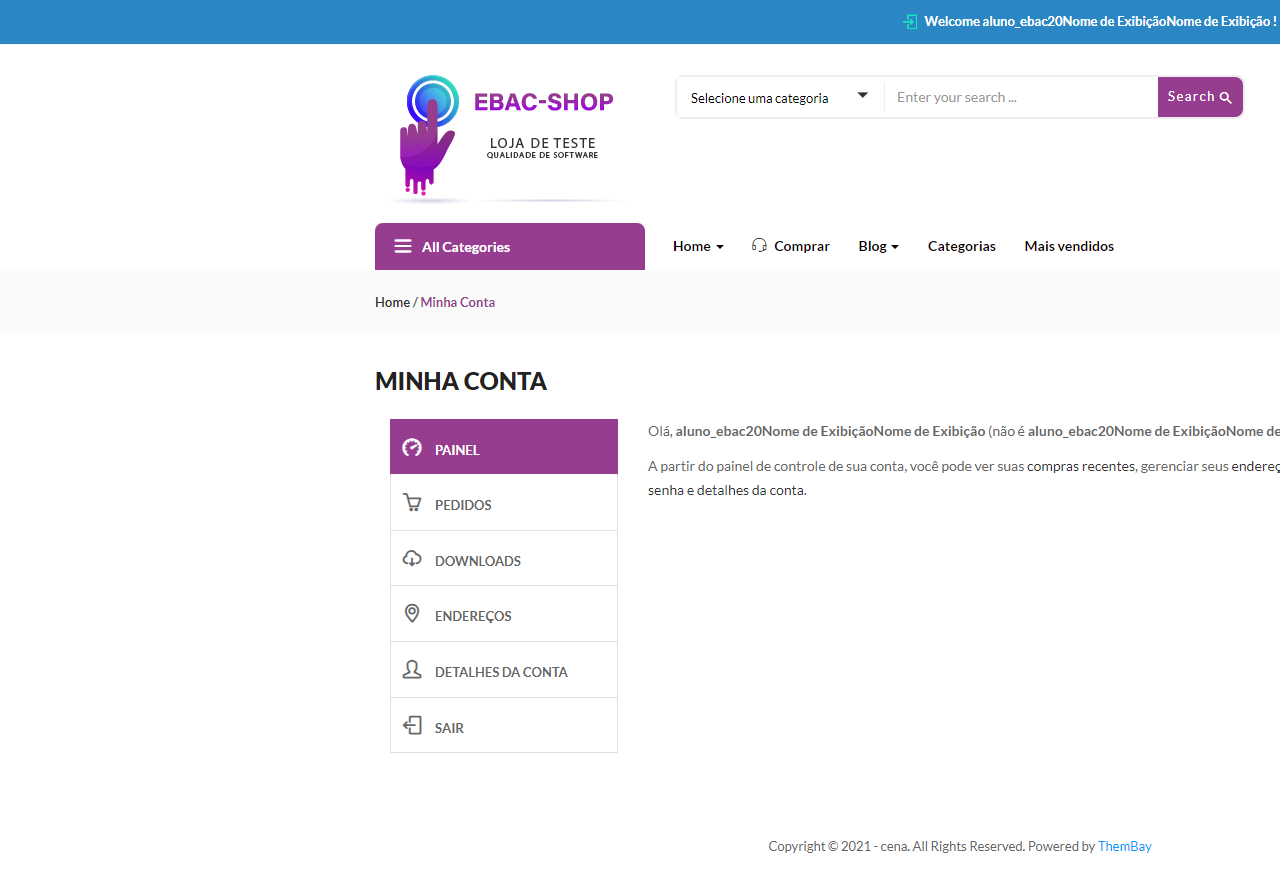 Welcome aluno_ebac20Nome de ExibiçãoNome de Exibição !
EBAC-SHOP
LOJA DE TESTE
QUALIDADE DE SOFTWARE
Selecione uma categoria
Enter your search ...
Search
All Categories
Home
Comprar
Blog
Categorias
Mais vendidos
Home / Minha Conta
MINHA CONTA
PAINEL
PEDIDOS
DOWNLOADS
ENDEREÇOS
DETALHES DA CONTA
SAIR
Olá, aluno_ebac20Nome de ExibiçãoNome de Exibição (não é aluno_ebac20Nome de ExibiçãoNome de
A partir do painel de controle de sua conta, você pode ver suas compras recentes, gerenciar seus endereç
senha e detalhes da conta.
Copyright © 2021 - cena. All Rights Reserved. Powered by ThemBay